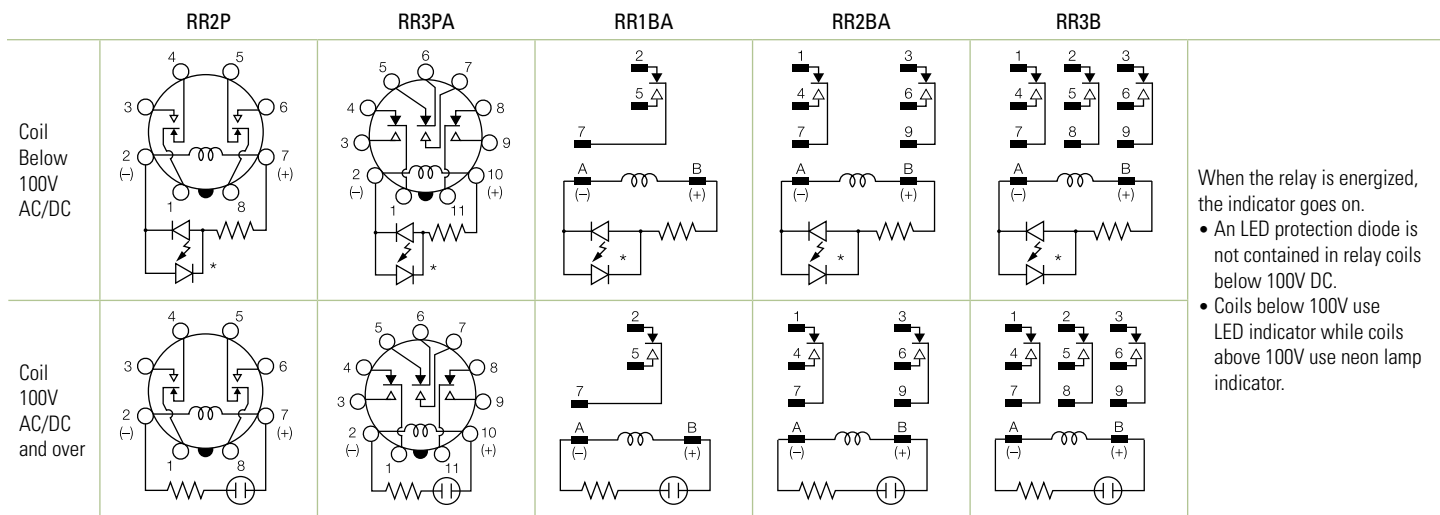 RR2P RR3PA RR1BA RR2BA RR3B
Coil
Below
100V
AC/DC
4 5
3 6
2 7
(–) (+)
1 8
*
6
5 7
4 8
3 9
2 10
(–) (+)
1 11
*
2
5
7
A B
(–) (+)
*
1 3
4 6
7 9
A B
(–) (+)
*
1 2 3
4 5 6
7 8 9
A B
(–) (+)
*
When the relay is energized,
the indicator goes on.
• An LED protection diode is
not contained in relay coils
below 100V DC.
• Coils below 100V use
LED indicator while coils
above 100V use neon lamp
indicator.
Coil
100V
AC/DC
and over
4 5
3 6
2 7
(–) (+)
1 8
6
5 7
4 8
3 9
2 10
(–) (+)
1 11
2
5
7
A B
(–) (+)
1 3
4 6
7 9
A B
(–) (+)
1 2 3
4 5 6
7 8 9
A B
(–) (+)